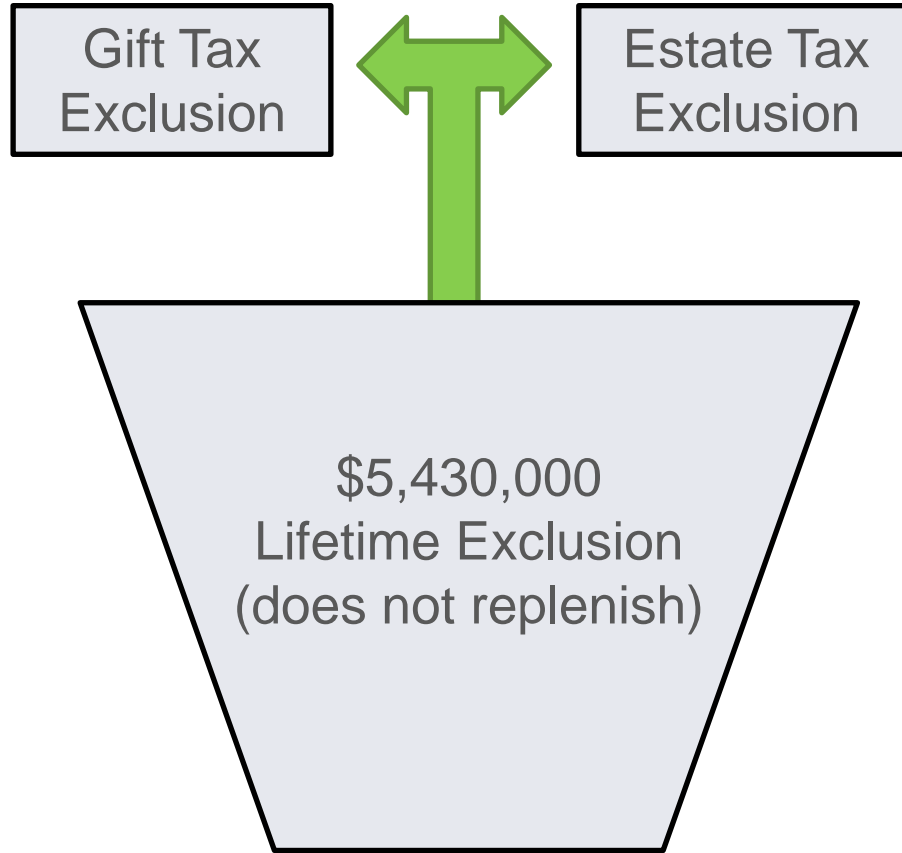 Gift Tax
Exclusion
Estate Tax
Exclusion
$5,430,000
Lifetime Exclusion
(does not replenish)